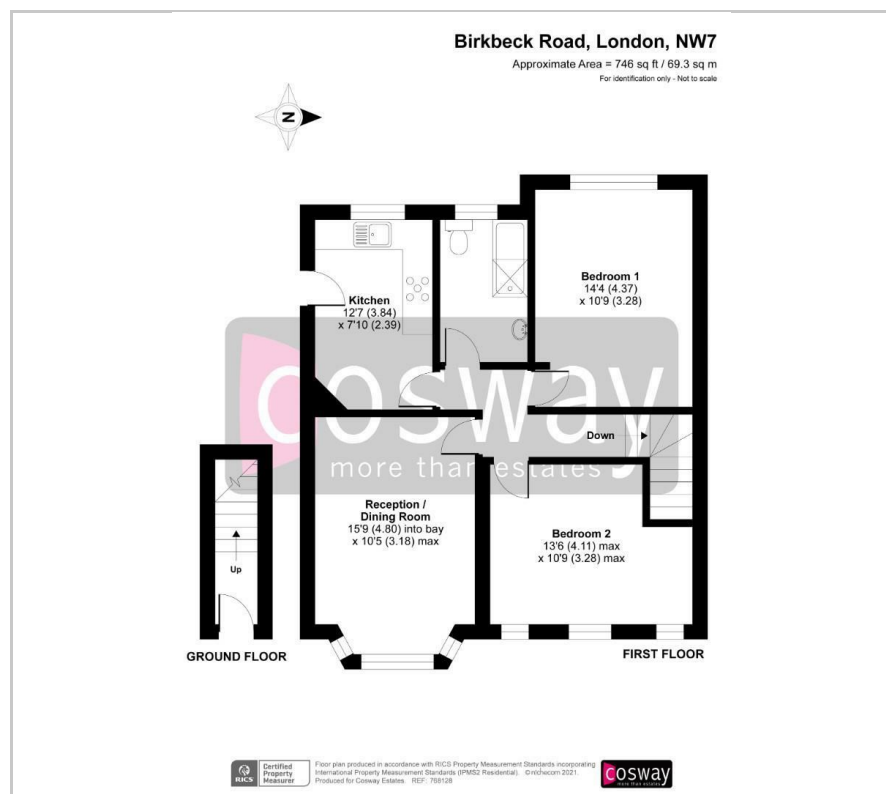 Birkbeck Road, London, NW7
Approximate Area = 746 sq ft / 69.3 sq m
For identification only - Not to scale
N
Bedroom 1
14'4 (4.37)
x 10'9 (3.28)
Kitchen
12'7 (3.84)
x 7'10 (2.39)
cosway
more than estates
Down
Reception /
Dining Room
15'9 (4.80) into bay
x 10'5 (3.18) max
Bedroom 2
13'6 (4.11) max
x 10'9 (3.28) max
Up
GROUND FLOOR
FIRST FLOOR
RICS
Certified
Property
Measurer
Floor plan produced in accordance with RICS Property Measurement Standards incorporating
International Property Measurement Standards (IPMS2 Residential). © nichecom 2021.
Produced for Cosway Estates. REF: 768128
cosway
more than estates